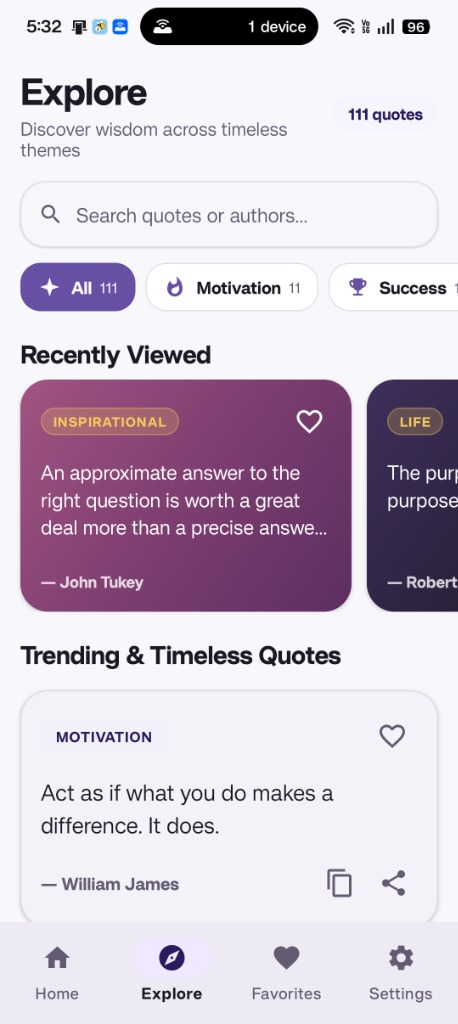 5:32
1 device
Vo
5G
96
Explore
Discover wisdom across timeless
themes
111 quotes
Search quotes or authors...
All 111
Motivation 11
Success 1
Recently Viewed
INSPIRATIONAL
An approximate answer to the
right question is worth a great
deal more than a precise answe...
— John Tukey
LIFE
The purp
purpose
— Robert
Trending & Timeless Quotes
MOTIVATION
Act as if what you do makes a
difference. It does.
— William James
Home
Explore
Favorites
Settings